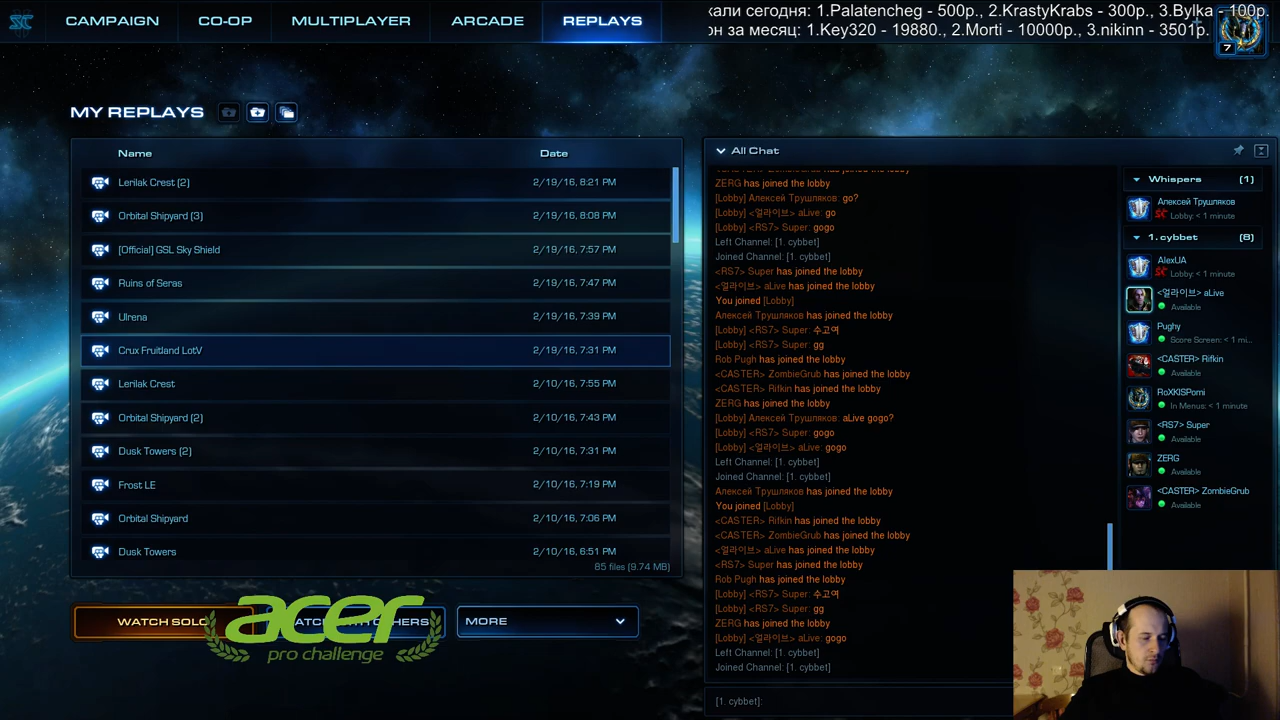 CAMPAIGN
CO-OP
MULTIPLAYER
ARCADE
REPLAYS
кали сегодня: 1.Palatencheg - 500р., 2.KrastyKrabs - 300р., 3.Bylka - 100р.
он за месяц: 1.Key320 - 19880., 2.Morti - 10000р., 3.nikinn - 3501р.
7
MY REPLAYS
Name Date
Lerilak Crest (2) 2/19/16, 8:21 PM
Orbital Shipyard (3) 2/19/16, 8:08 PM
[Official] GSL Sky Shield 2/19/16, 7:57 PM
Ruins of Seras 2/19/16, 7:47 PM
Ulrena 2/19/16, 7:39 PM
Crux Fruitland LotV 2/19/16, 7:31 PM
Lerilak Crest 2/10/16, 7:55 PM
Orbital Shipyard (2) 2/10/16, 7:43 PM
Dusk Towers (2) 2/10/16, 7:31 PM
Frost LE 2/10/16, 7:19 PM
Orbital Shipyard 2/10/16, 7:06 PM
Dusk Towers 2/10/16, 6:51 PM
85 files (9.74 MB)
WATCH SOLO
MORE
acer
pro challenge
All Chat
ZERG has joined the lobby
[Lobby] Алексей Трушляков: go?
[Lobby] <얼라이브> aLive: go
[Lobby] <RS7> Super: gogo
Left Channel: [1. cybbet]
Joined Channel: [1. cybbet]
<RS7> Super has joined the lobby
<얼라이브> aLive has joined the lobby
You joined [Lobby]
Алексей Трушляков has joined the lobby
[Lobby] <RS7> Super: 수고여
[Lobby] <RS7> Super: gg
Rob Pugh has joined the lobby
<CASTER> ZombieGrub has joined the lobby
<CASTER> Rifkin has joined the lobby
ZERG has joined the lobby
[Lobby] Алексей Трушляков: aLive gogo?
[Lobby] <RS7> Super: gogo
[Lobby] <얼라이브> aLive: gogo
Left Channel: [1. cybbet]
Joined Channel: [1. cybbet]
Алексей Трушляков has joined the lobby
You joined [Lobby]
<CASTER> Rifkin has joined the lobby
<CASTER> ZombieGrub has joined the lobby
<얼라이브> aLive has joined the lobby
<RS7> Super has joined the lobby
Rob Pugh has joined the lobby
[Lobby] <RS7> Super: 수고여
[Lobby] <RS7> Super: gg
ZERG has joined the lobby
[Lobby] <얼라이브> aLive: gogo
Left Channel: [1. cybbet]
Joined Channel: [1. cybbet]
[1. cybbet]:
Whispers (1)
Алексей Трушляков
Lobby: < 1 minute
1. cybbet (8)
AlexUA
Lobby: < 1 minute
<얼라이브> aLive
Available
Pughy
Score Screen: < 1 mi...
<CASTER> Rifkin
Available
RoXKISPomi
In Menus: < 1 minute
<RS7> Super
Available
ZERG
Available
<CASTER> ZombieGrub
Available